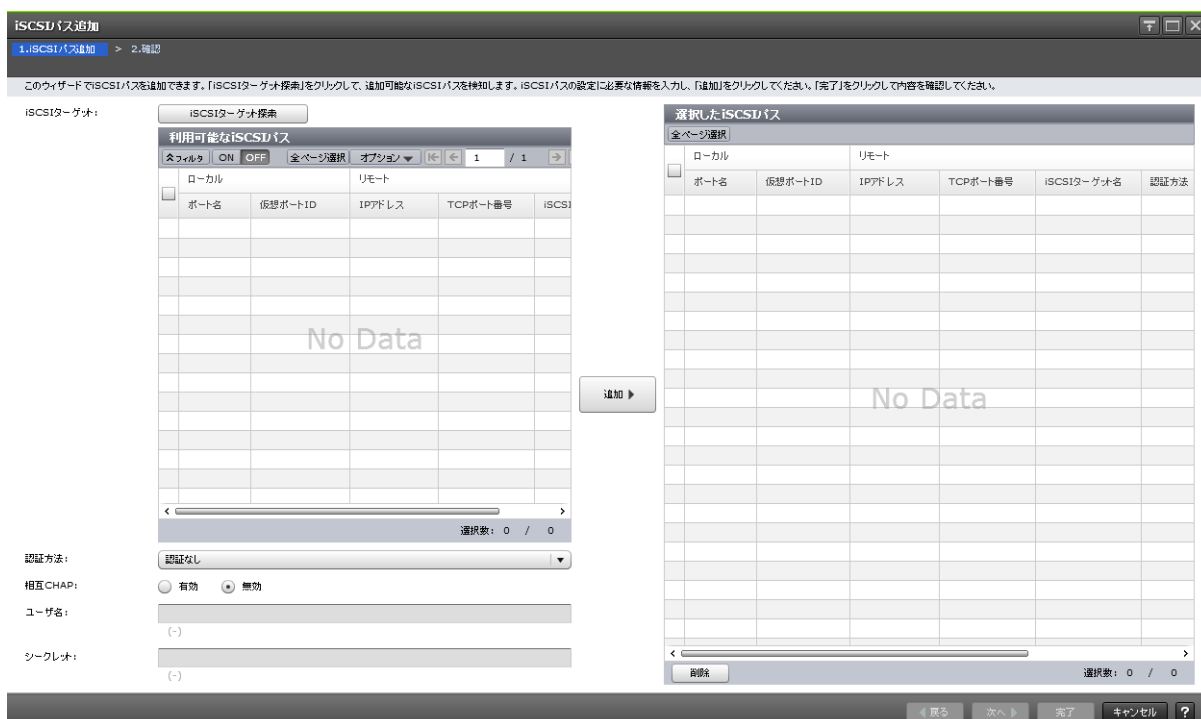 iSCSIパス追加
1.iSCSIパス追加 > 2.確認
このウィザードでiSCSIパスを追加できます。「iSCSIターゲット探索」をクリックして、追加可能なiSCSIパスを検知します。iSCSIパスの設定に必要な情報を入力し、「追加」をクリックしてください。「完了」をクリックして内容を確認してください。
iSCSIターゲット:
iSCSIターゲット探索
利用可能なiSCSIパス
フィルタ ON OFF 全ページ選択 オプション 1 / 1
ローカル リモート
ポート名 仮想ポートID IPアドレス TCPポート番号 iSCSI
No Data
選択数: 0 / 0
認証方法: 認証なし
相互CHAP: 有効 無効
ユーザ名:
(-)
シークレット:
(-)
追加
選択したiSCSIパス
全ページ選択
ローカル リモート
ポート名 仮想ポートID IPアドレス TCPポート番号 iSCSIターゲット名 認証方法
No Data
削除 選択数: 0 / 0
戻る 次へ 完了 キャンセル ?